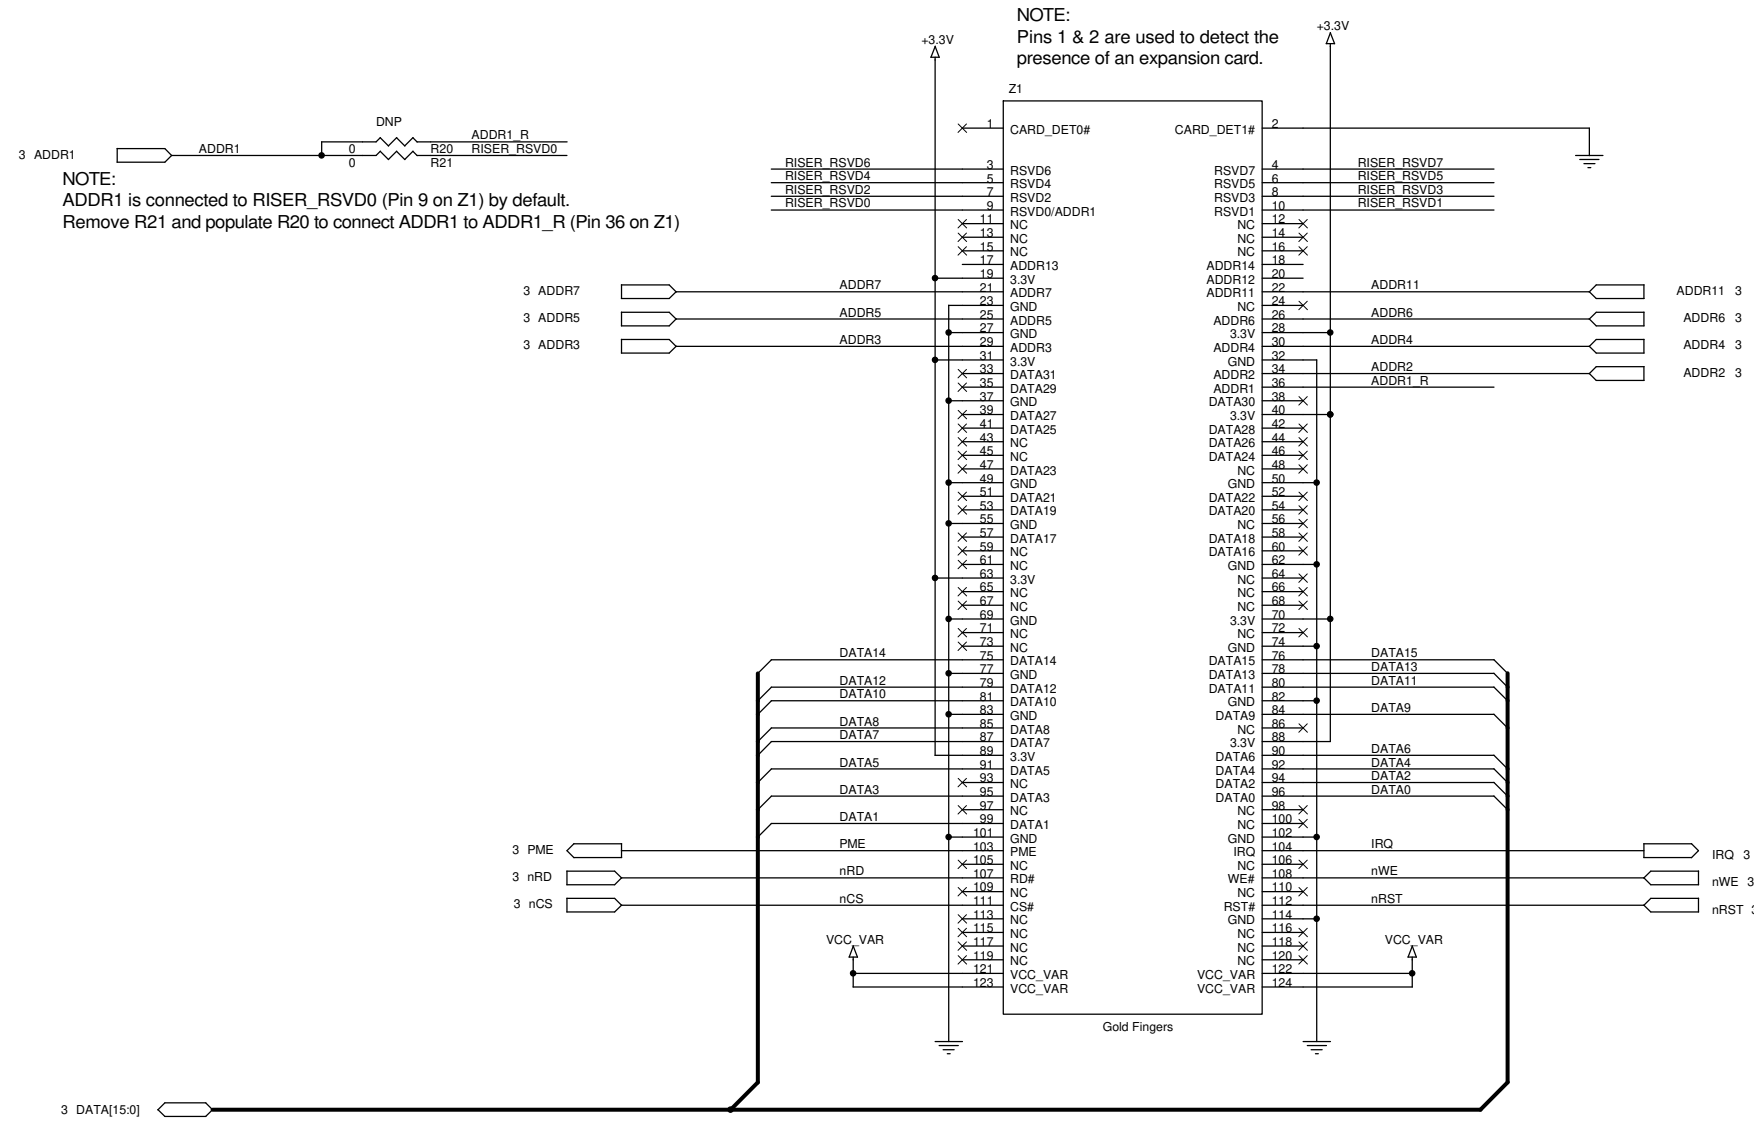 NOTE:
Pins 1 & 2 are used to detect the
presence of an expansion card.
+3.3V
+3.3V
Z1
DNP
3 ADDR1
ADDR1
0
R20
ADDR1_R
0
R21
RISER_RSVD0
NOTE:
ADDR1 is connected to RISER_RSVD0 (Pin 9 on Z1) by default.
Remove R21 and populate R20 to connect ADDR1 to ADDR1_R (Pin 36 on Z1)
1 CARD_DET0# CARD_DET1# 2
RISER_RSVD6 3 RSVD6 RSVD7 4 RISER_RSVD7
RISER_RSVD4 5 RSVD4 RSVD5 6 RISER_RSVD5
RISER_RSVD2 7 RSVD2 RSVD3 8 RISER_RSVD3
RISER_RSVD0 9 RSVD0/ADDR1 RSVD1 10 RISER_RSVD1
11 NC NC 12
13 NC NC 14
15 NC NC 16
17 ADDR13 ADDR14 18
19 3.3V ADDR12 20
3 ADDR7 ADDR7 21 ADDR7 ADDR11 22 ADDR11 ADDR11 3
23 GND NC 24
3 ADDR5 ADDR5 25 ADDR5 ADDR6 26 ADDR6 ADDR6 3
27 GND 3.3V 28
3 ADDR3 ADDR3 29 ADDR3 ADDR4 30 ADDR4 ADDR4 3
31 3.3V GND 32
33 DATA31 ADDR2 34 ADDR2 ADDR2 3
35 DATA29 ADDR1 36 ADDR1_R
37 GND DATA30 38
39 DATA27 3.3V 40
41 DATA25 DATA28 42
43 NC DATA26 44
45 NC DATA24 46
47 DATA23 NC 48
49 GND GND 50
51 DATA21 DATA22 52
53 DATA19 DATA20 54
55 GND NC 56
57 DATA17 DATA18 58
59 NC DATA16 60
61 NC GND 62
63 3.3V NC 64
65 NC NC 66
67 NC NC 68
69 GND 3.3V 70
71 NC NC 72
73 NC GND 74
DATA14 75 DATA14 DATA15 76 DATA15
77 GND DATA13 78 DATA13
DATA12 79 DATA12 DATA11 80 DATA11
DATA10 81 DATA10 GND 82
83 GND DATA9 84 DATA9
DATA8 85 DATA8 NC 86
DATA7 87 DATA7 3.3V 88
89 3.3V DATA6 90 DATA6
DATA5 91 DATA5 DATA4 92 DATA4
93 NC DATA2 94 DATA2
DATA3 95 DATA3 DATA0 96 DATA0
97 NC NC 98
DATA1 99 DATA1 NC 100
101 GND GND 102
3 PME PME 103 PME IRQ 104 IRQ IRQ 3
105 NC NC 106
3 nRD nRD 107 RD# WE# 108 nWE nWE 3
109 NC NC 110
3 nCS nCS 111 CS# RST# 112 nRST nRST 3
113 NC GND 114
115 NC NC 116
117 NC NC 118
119 NC NC 120
VCC_VAR 121 VCC_VAR VCC_VAR 122 VCC_VAR
123 VCC_VAR VCC_VAR 124
Gold Fingers
3 DATA[15:0]